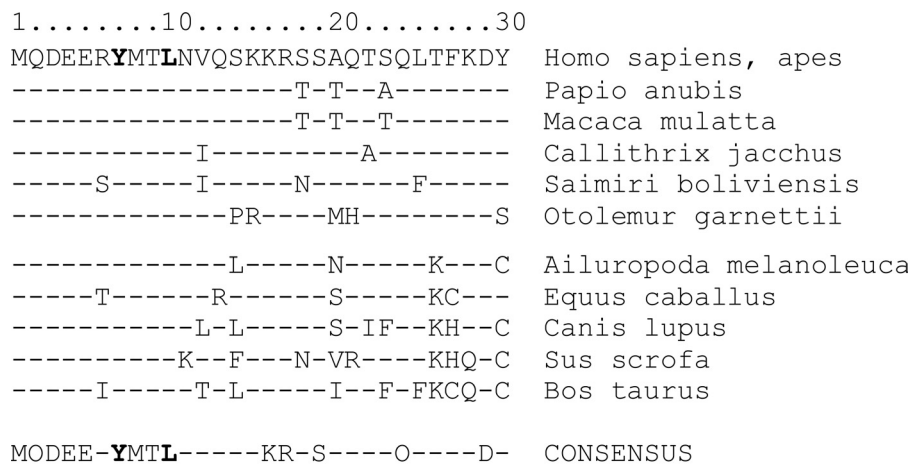 1........10........20........30
MQDEERYMTLNVQSKKRSSAQTSQLTFKDY Homo sapiens, apes
-----------------T-T--A------- Papio anubis
-----------------T-T--T------- Macaca mulatta
-----------I---------A-------- Callithrix jacchus
-----S-----I-----N------F----- Saimiri boliviensis
-------------PR----MH--------S Otolemur garnettii
-------------L-----N-----K---C Ailuropoda melanoleuca
-----T------R------S-----KC--- Equus caballus
-----------L-L-----S-IF--KH--C Canis lupus
----------K--F---N-VR----KHQ-C Sus scrofa
-----I-----T-L-----I--F-FKCQ-C Bos taurus
MODEE-YMTL-----KR-S----O----D- CONSENSUS